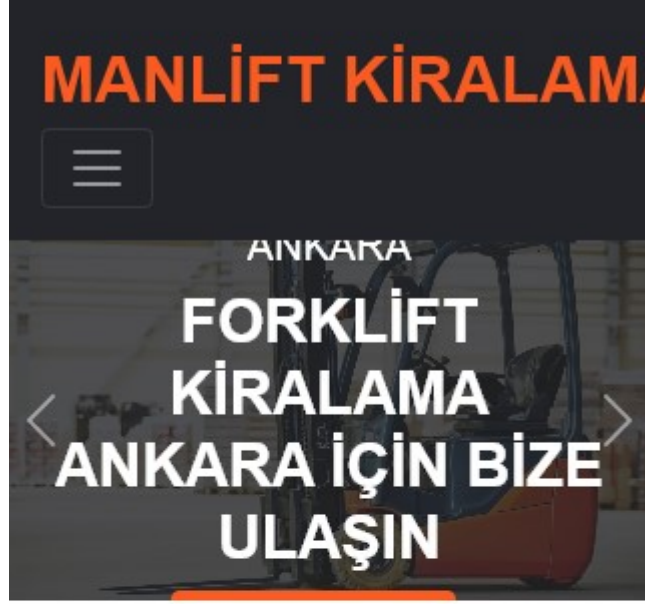 MANLİFT KİRALAMA
ANKARA
FORKLİFT
KİRALAMA
ANKARA İÇİN BİZE
ULAŞIN